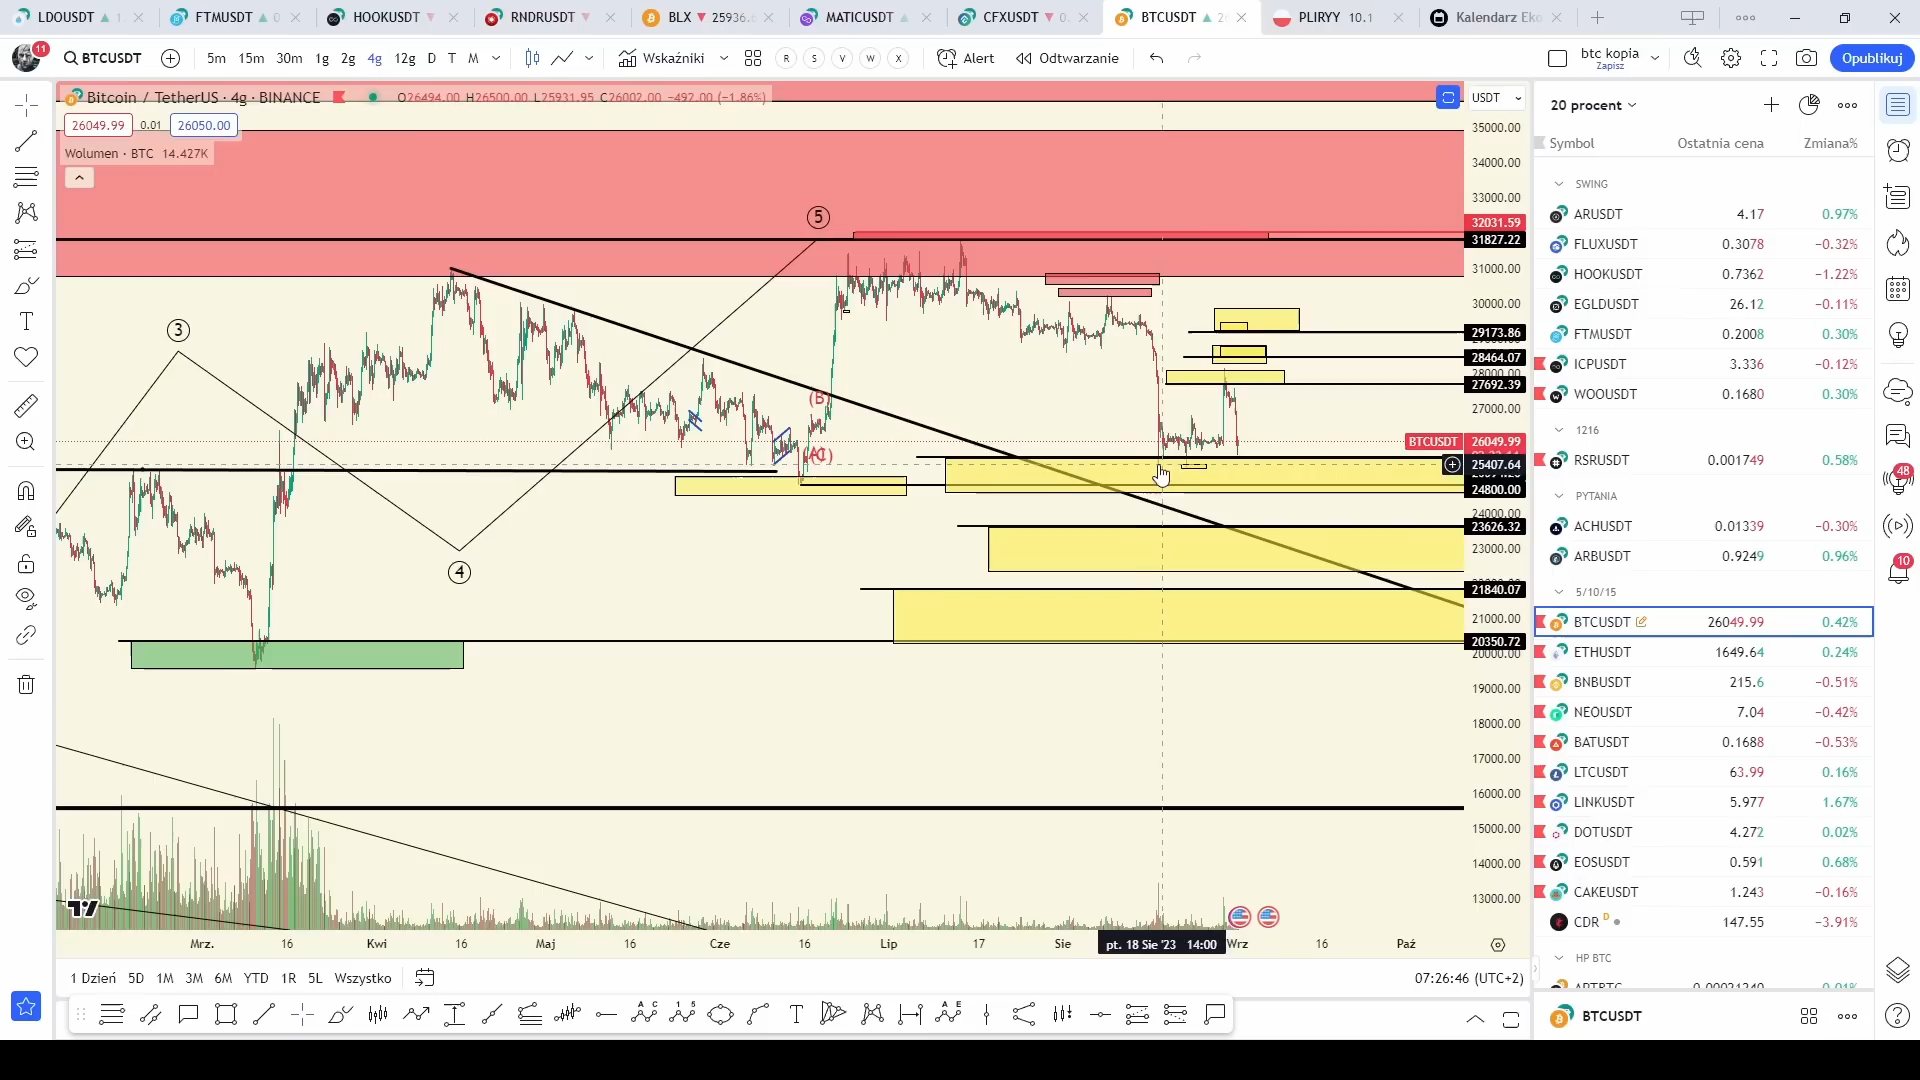 LDOUSDT
FTMUSDT
HOOKUSDT
RNDRUSDT
BLX 25936.
MATICUSDT
CFXUSDT
BTCUSDT
PLIRYY 10.1
Kalendarz Eko
11
BTCUSDT
5m 15m 30m 1g 2g 4g 12g D T M
Wskaźniki
R S V W X
Alert
Odtwarzanie
btc kopia
Zapisz
Opublikuj
Bitcoin / TetherUS · 4g · BINANCE
O26494.00 H26500.00 L25931.95 C26002.00 −492.00 (−1.86%)
USDT
26049.99 0.01 26050.00
Wolumen · BTC 14.427K
35000.00
34000.00
33000.00
32031.59
31827.22
31000.00
30000.00
29173.86
28464.07
28000.00
27692.39
27000.00
BTCUSDT 26049.99
25407.64
24800.00
24000.00
23626.32
23000.00
21840.07
21000.00
20350.72
20000.00
19000.00
18000.00
17000.00
16000.00
15000.00
14000.00
13000.00
3
4
5
(B)
Mrz. 16 Kwi 16 Maj 16 Cze 16 Lip 17 Sie pt. 18 Sie '23 14:00 Wrz 16 Paź
1 Dzień 5D 1M 3M 6M YTD 1R 5L Wszystko
07:26:46 (UTC+2)
20 procent
Symbol Ostatnia cena Zmiana%
SWING
ARUSDT 4.17 0.97%
FLUXUSDT 0.3078 −0.32%
HOOKUSDT 0.7362 −1.22%
EGLDUSDT 26.12 −0.11%
FTMUSDT 0.2008 0.30%
ICPUSDT 3.336 −0.12%
WOOUSDT 0.1680 0.30%
1216
RSRUSDT 0.001749 0.58%
PYTANIA
ACHUSDT 0.01339 −0.30%
ARBUSDT 0.9249 0.96%
5/10/15
BTCUSDT 26049.99 0.42%
ETHUSDT 1649.64 0.24%
BNBUSDT 215.6 −0.51%
NEOUSDT 7.04 −0.42%
BATUSDT 0.1688 −0.53%
LTCUSDT 63.99 0.16%
LINKUSDT 5.977 1.67%
DOTUSDT 4.272 0.02%
EOSUSDT 0.591 0.68%
CAKEUSDT 1.243 −0.16%
CDR D 147.55 −3.91%
HP BTC
BTCUSDT
48
10